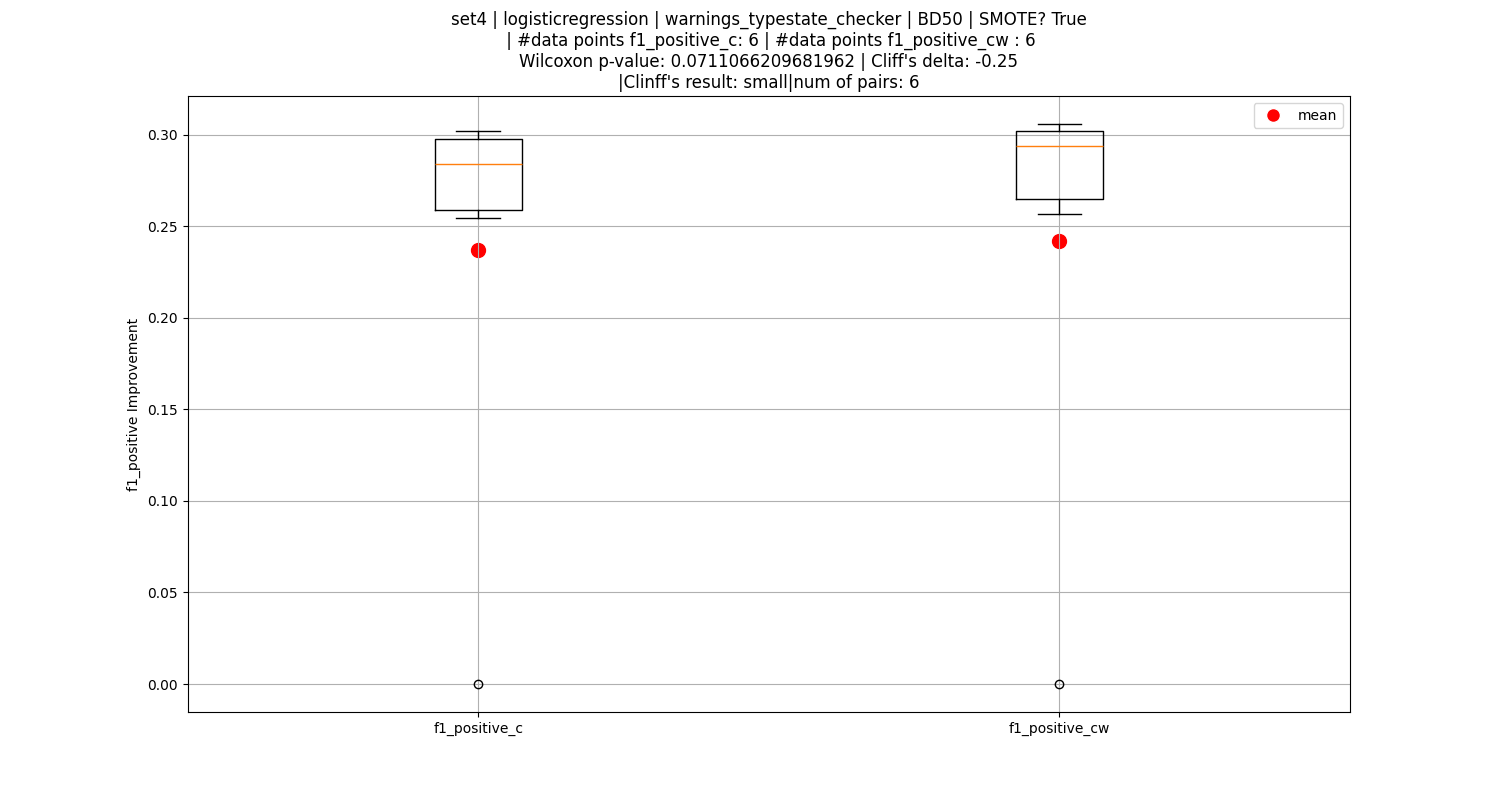 set4 | logisticregression | warnings_typestate_checker | BD50 | SMOTE? True
| #data points f1_positive_c: 6 | #data points f1_positive_cw : 6
Wilcoxon p-value: 0.0711066209681962 | Cliff's delta: -0.25
|Clinff's result: small|num of pairs: 6
mean
0.30
0.25
0.20
0.15
0.10
0.05
0.00
f1_positive Improvement
f1_positive_c
f1_positive_cw